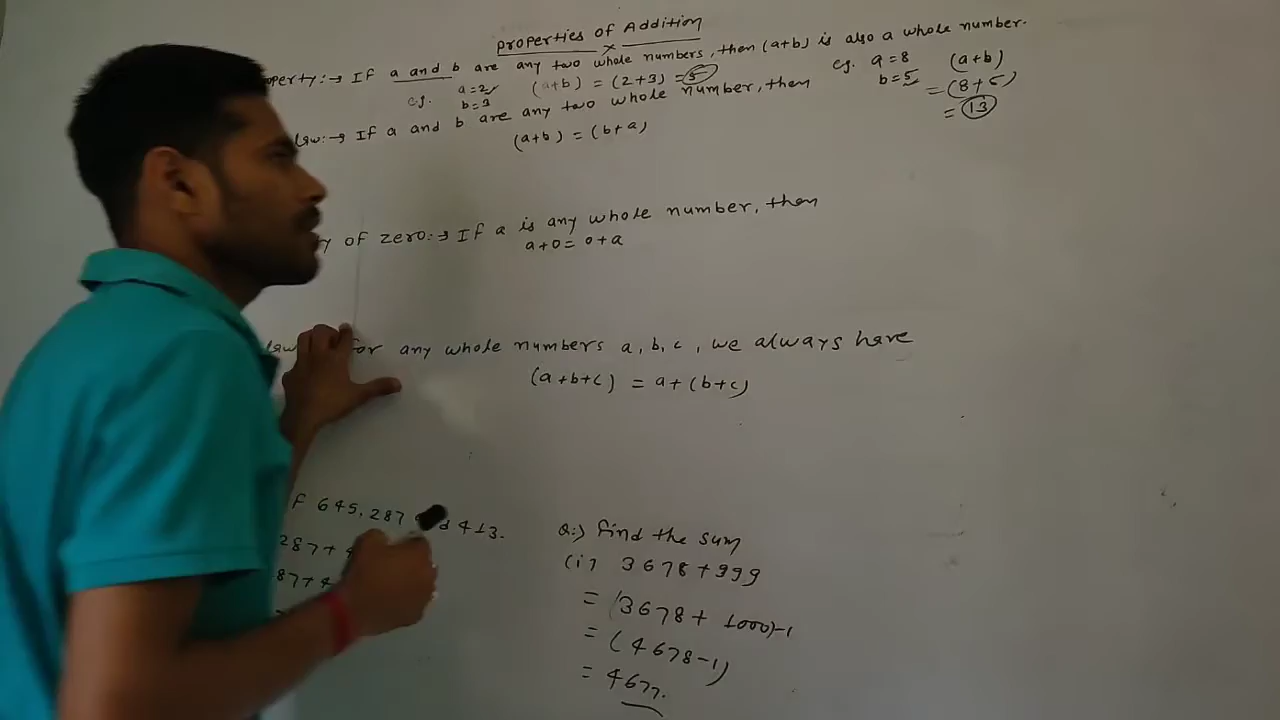 Properties of Addition
operty:→ If a and b are any two whole numbers, then (a+b) is also a whole number.
eg. a=2 (a+b) = (2+3) = 5
b=3
eg. a=8 (a+b)
b=5 = (8+5)
= 13
law:→ If a and b are any two whole number, then
(a+b) = (b+a)
y of zero:→ If a is any whole number, then
a+0 = 0+a
law for any whole numbers a, b, c, we always have
(a+b+c) = a+(b+c)
f 645, 287 d 413.
287+4
87+4
Q:) find the sum
(i) 3678+999
= (3678+ 1000)-1
= (4678-1)
= 4677.